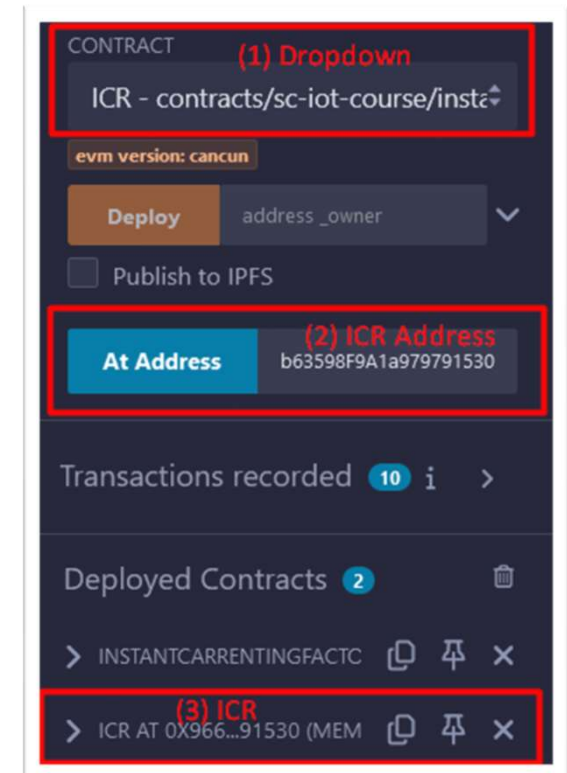 CONTRACT
(1) Dropdown
ICR - contracts/sc-iot-course/insta
evm version: cancun
Deploy address _owner
Publish to IPFS
(2) ICR Address
At Address b63598F9A1a979791530
Transactions recorded 10 i
Deployed Contracts 2
INSTANTCARRENTINGFACTC
(3) ICR
ICR AT 0X966...91530 (MEM